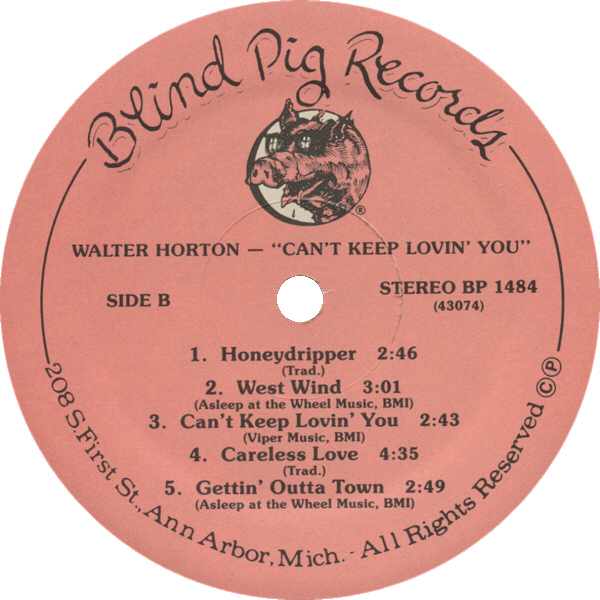 Blind Pig Records
®
WALTER HORTON — "CAN'T KEEP LOVIN' YOU"
SIDE B
STEREO BP 1484
(43074)
1. Honeydripper 2:46
(Trad.)
2. West Wind 3:01
(Asleep at the Wheel Music, BMI)
3. Can't Keep Lovin' You 2:43
(Viper Music, BMI)
4. Careless Love 4:35
(Trad.)
5. Gettin' Outta Town 2:49
(Asleep at the Wheel Music, BMI)
208 S. First St., Ann Arbor, Mich. - All Rights Reserved © ℗